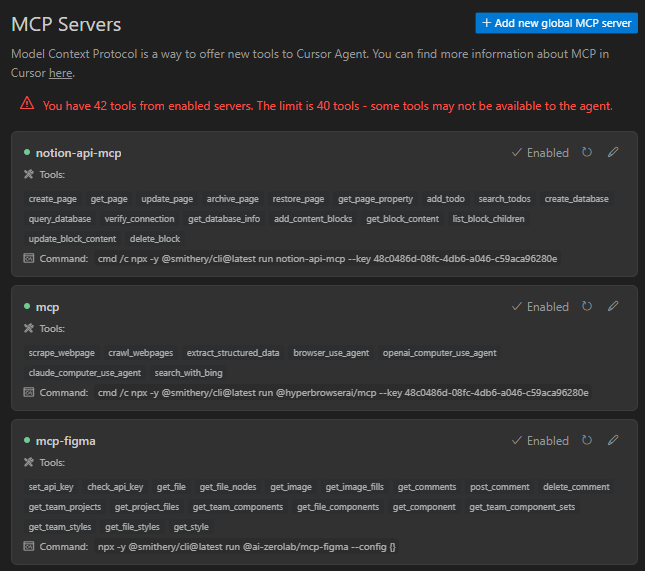 MCP Servers
+ Add new global MCP server
Model Context Protocol is a way to offer new tools to Cursor Agent. You can find more information about MCP in
Cursor here.
You have 42 tools from enabled servers. The limit is 40 tools - some tools may not be available to the agent.
notion-api-mcp
Enabled
Tools:
create_page get_page update_page archive_page restore_page get_page_property add_todo search_todos create_database
query_database verify_connection get_database_info add_content_blocks get_block_content list_block_children
update_block_content delete_block
Command: cmd /c npx -y @smithery/cli@latest run notion-api-mcp --key 48c0486d-08fc-4db6-a046-c59aca96280e
mcp
Enabled
Tools:
scrape_webpage crawl_webpages extract_structured_data browser_use_agent openai_computer_use_agent
claude_computer_use_agent search_with_bing
Command: cmd /c npx -y @smithery/cli@latest run @hyperbrowserai/mcp --key 48c0486d-08fc-4db6-a046-c59aca96280e
mcp-figma
Enabled
Tools:
set_api_key check_api_key get_file get_file_nodes get_image get_image_fills get_comments post_comment delete_comment
get_team_projects get_project_files get_team_components get_file_components get_component get_team_component_sets
get_team_styles get_file_styles get_style
Command: npx -y @smithery/cli@latest run @ai-zerolab/mcp-figma --config {}